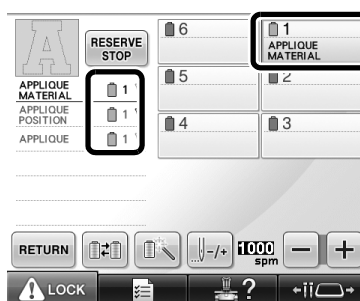 A
RESERVE
STOP
6
1
APPLIQUE
MATERIAL
5
2
4
3
APPLIQUE
MATERIAL
1
APPLIQUE
POSITION
1
APPLIQUE
1
RETURN
-/+
1000
spm
-
+
LOCK
?